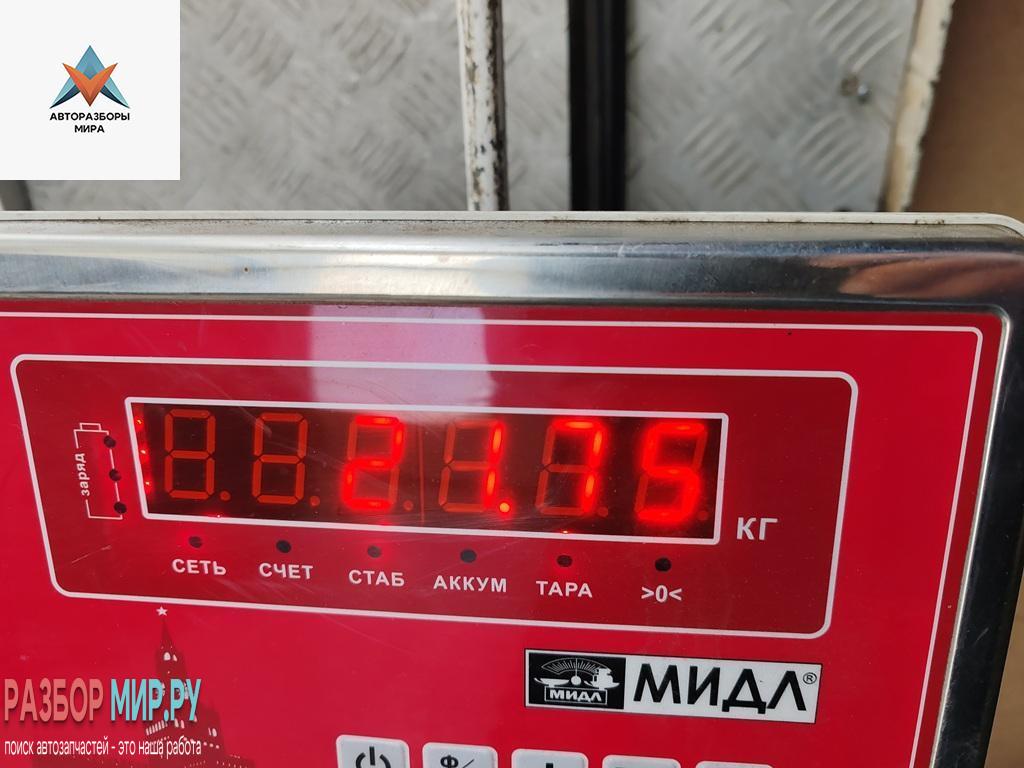 АВТОРАЗБОРЫ
МИРА
заряд
21.75
КГ
СЕТЬ СЧЕТ СТАБ АККУМ ТАРА >0<
МИДЛ МИДЛ®
РАЗБОР МИР.РУ
поиск автозапчастей - это наша работа
Ф/